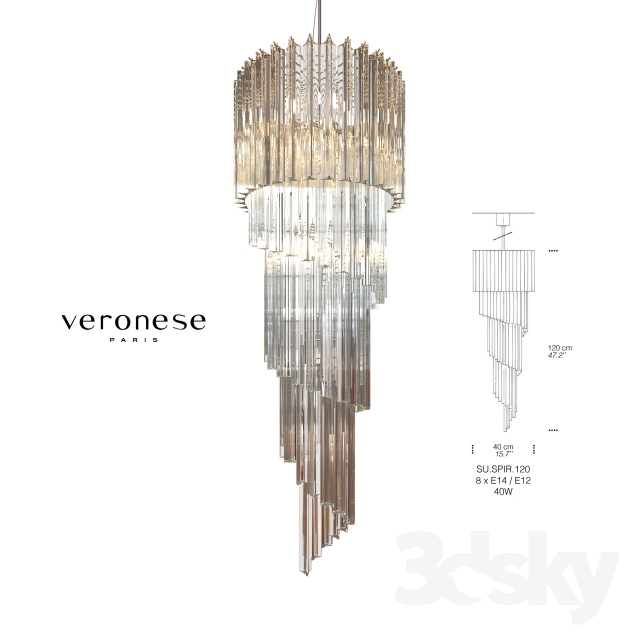 veronese
PARIS
120 cm
47.2"
40 cm
15.7"
SU.SPIR.120
8 x E14 / E12
40W
3dsky